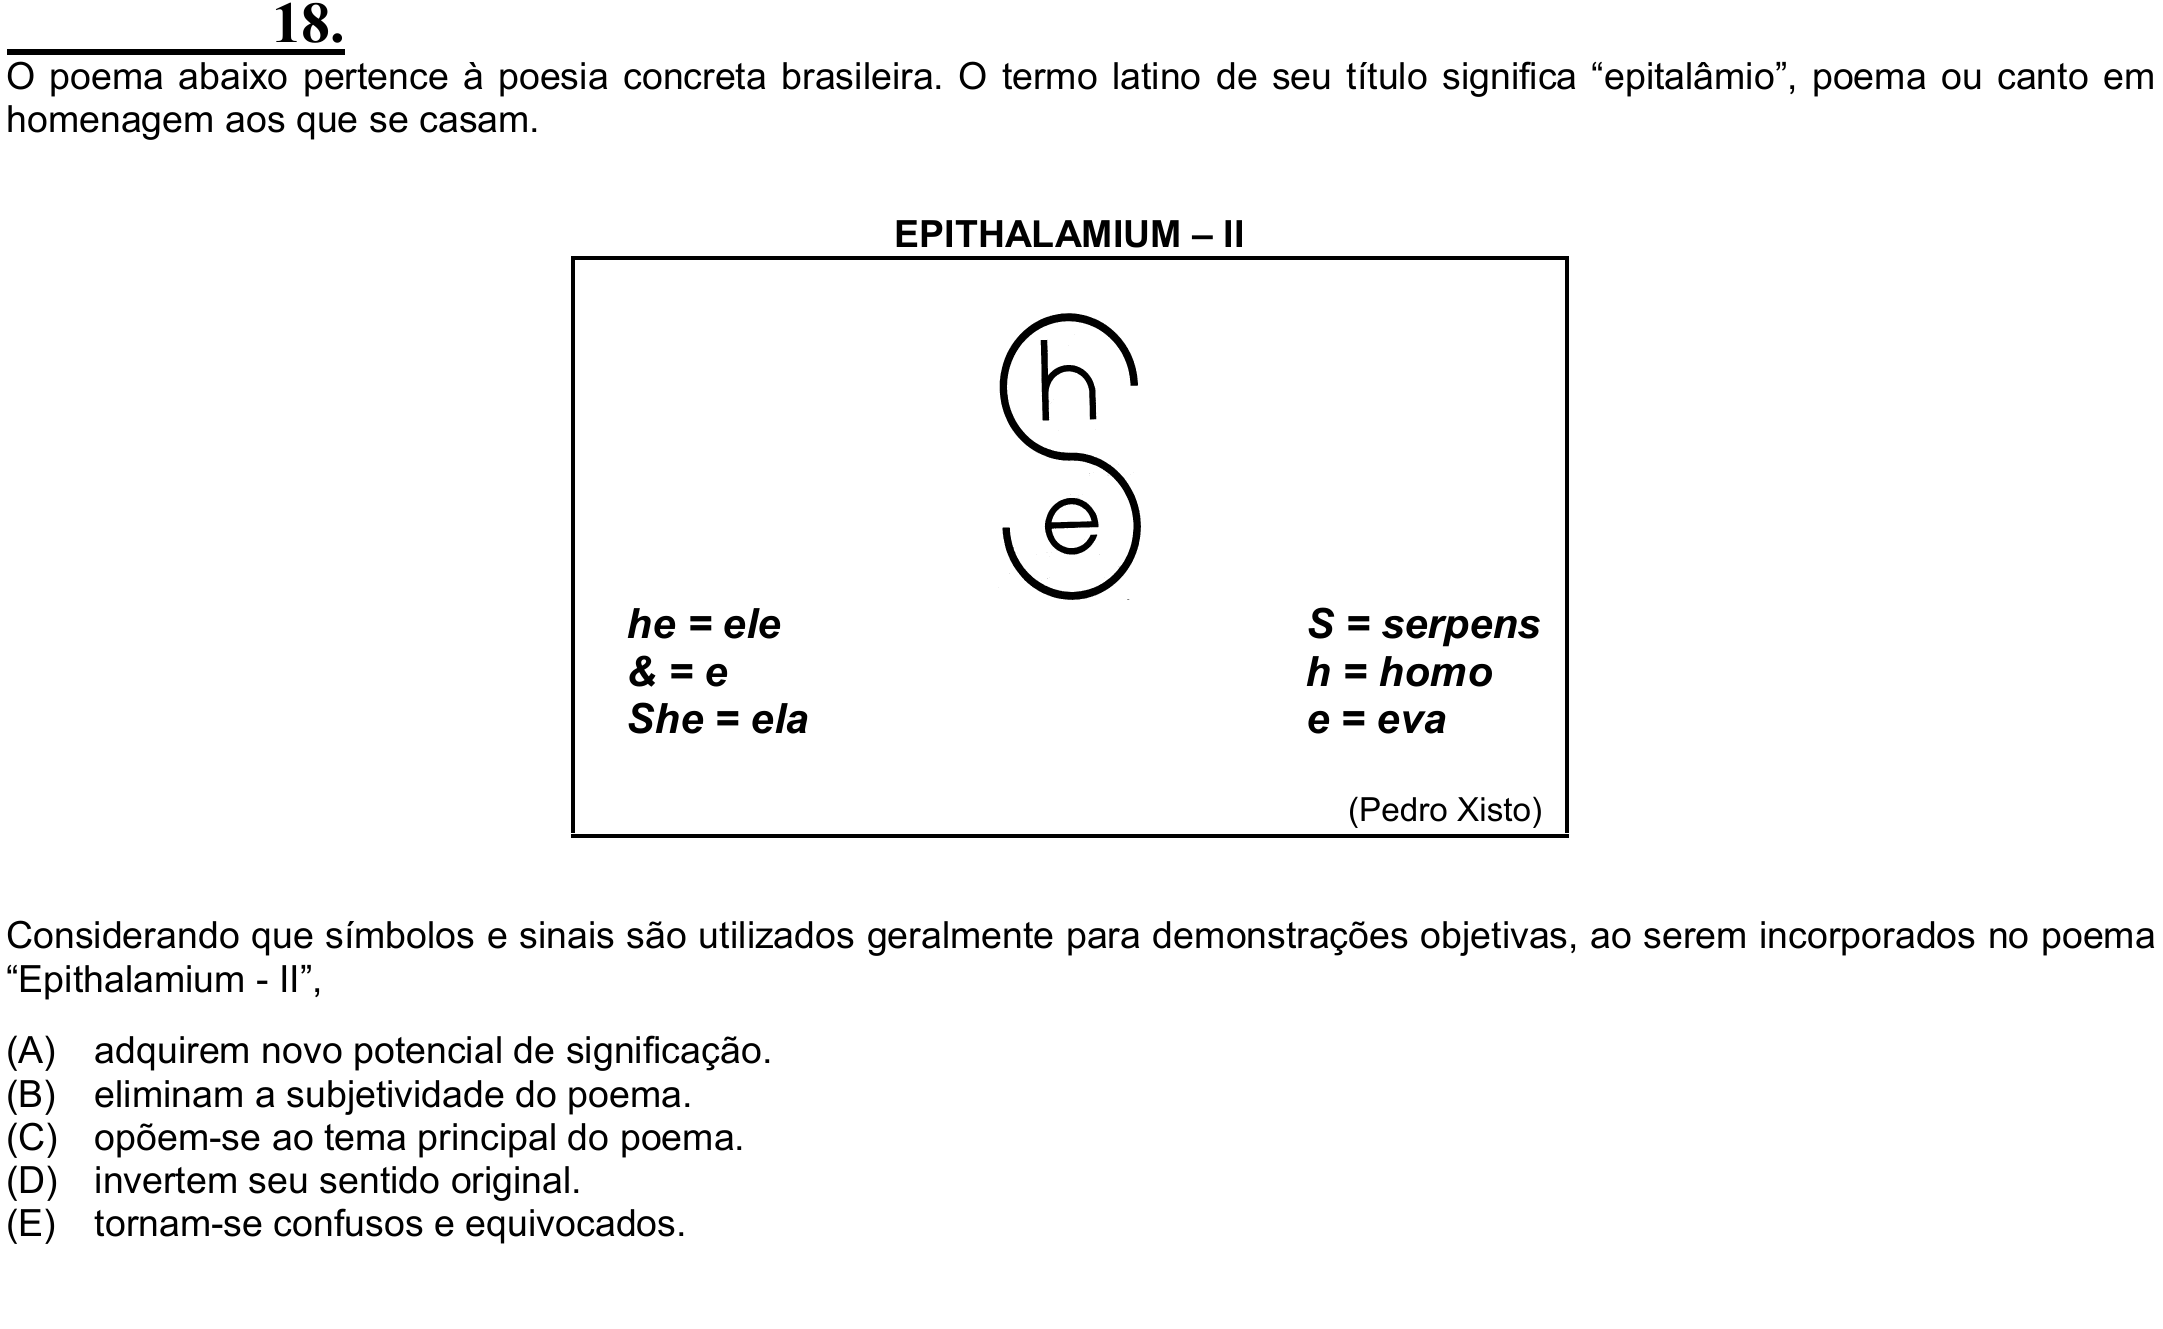 18.
O poema abaixo pertence à poesia concreta brasileira. O termo latino de seu título significa “epitalâmio”, poema ou canto em
homenagem aos que se casam.
EPITHALAMIUM – II
h
S
e
he = ele
& = e
She = ela
S = serpens
h = homo
e = eva
(Pedro Xisto)
Considerando que símbolos e sinais são utilizados geralmente para demonstrações objetivas, ao serem incorporados no poema
“Epithalamium - II”,
(A) adquirem novo potencial de significação.
(B) eliminam a subjetividade do poema.
(C) opõem-se ao tema principal do poema.
(D) invertem seu sentido original.
(E) tornam-se confusos e equivocados.